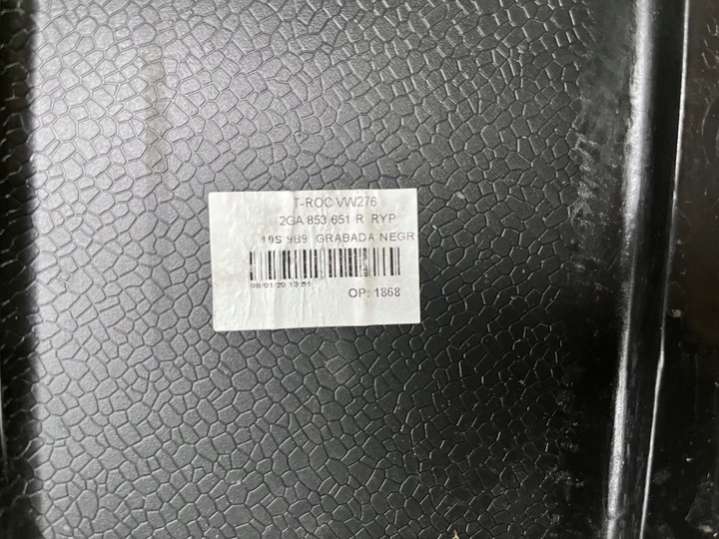 T-ROC VW276
2GA 853 651 R RYP
19S 9B9 GRABADA NEGR
08/01/20 13:51
OP: 1868